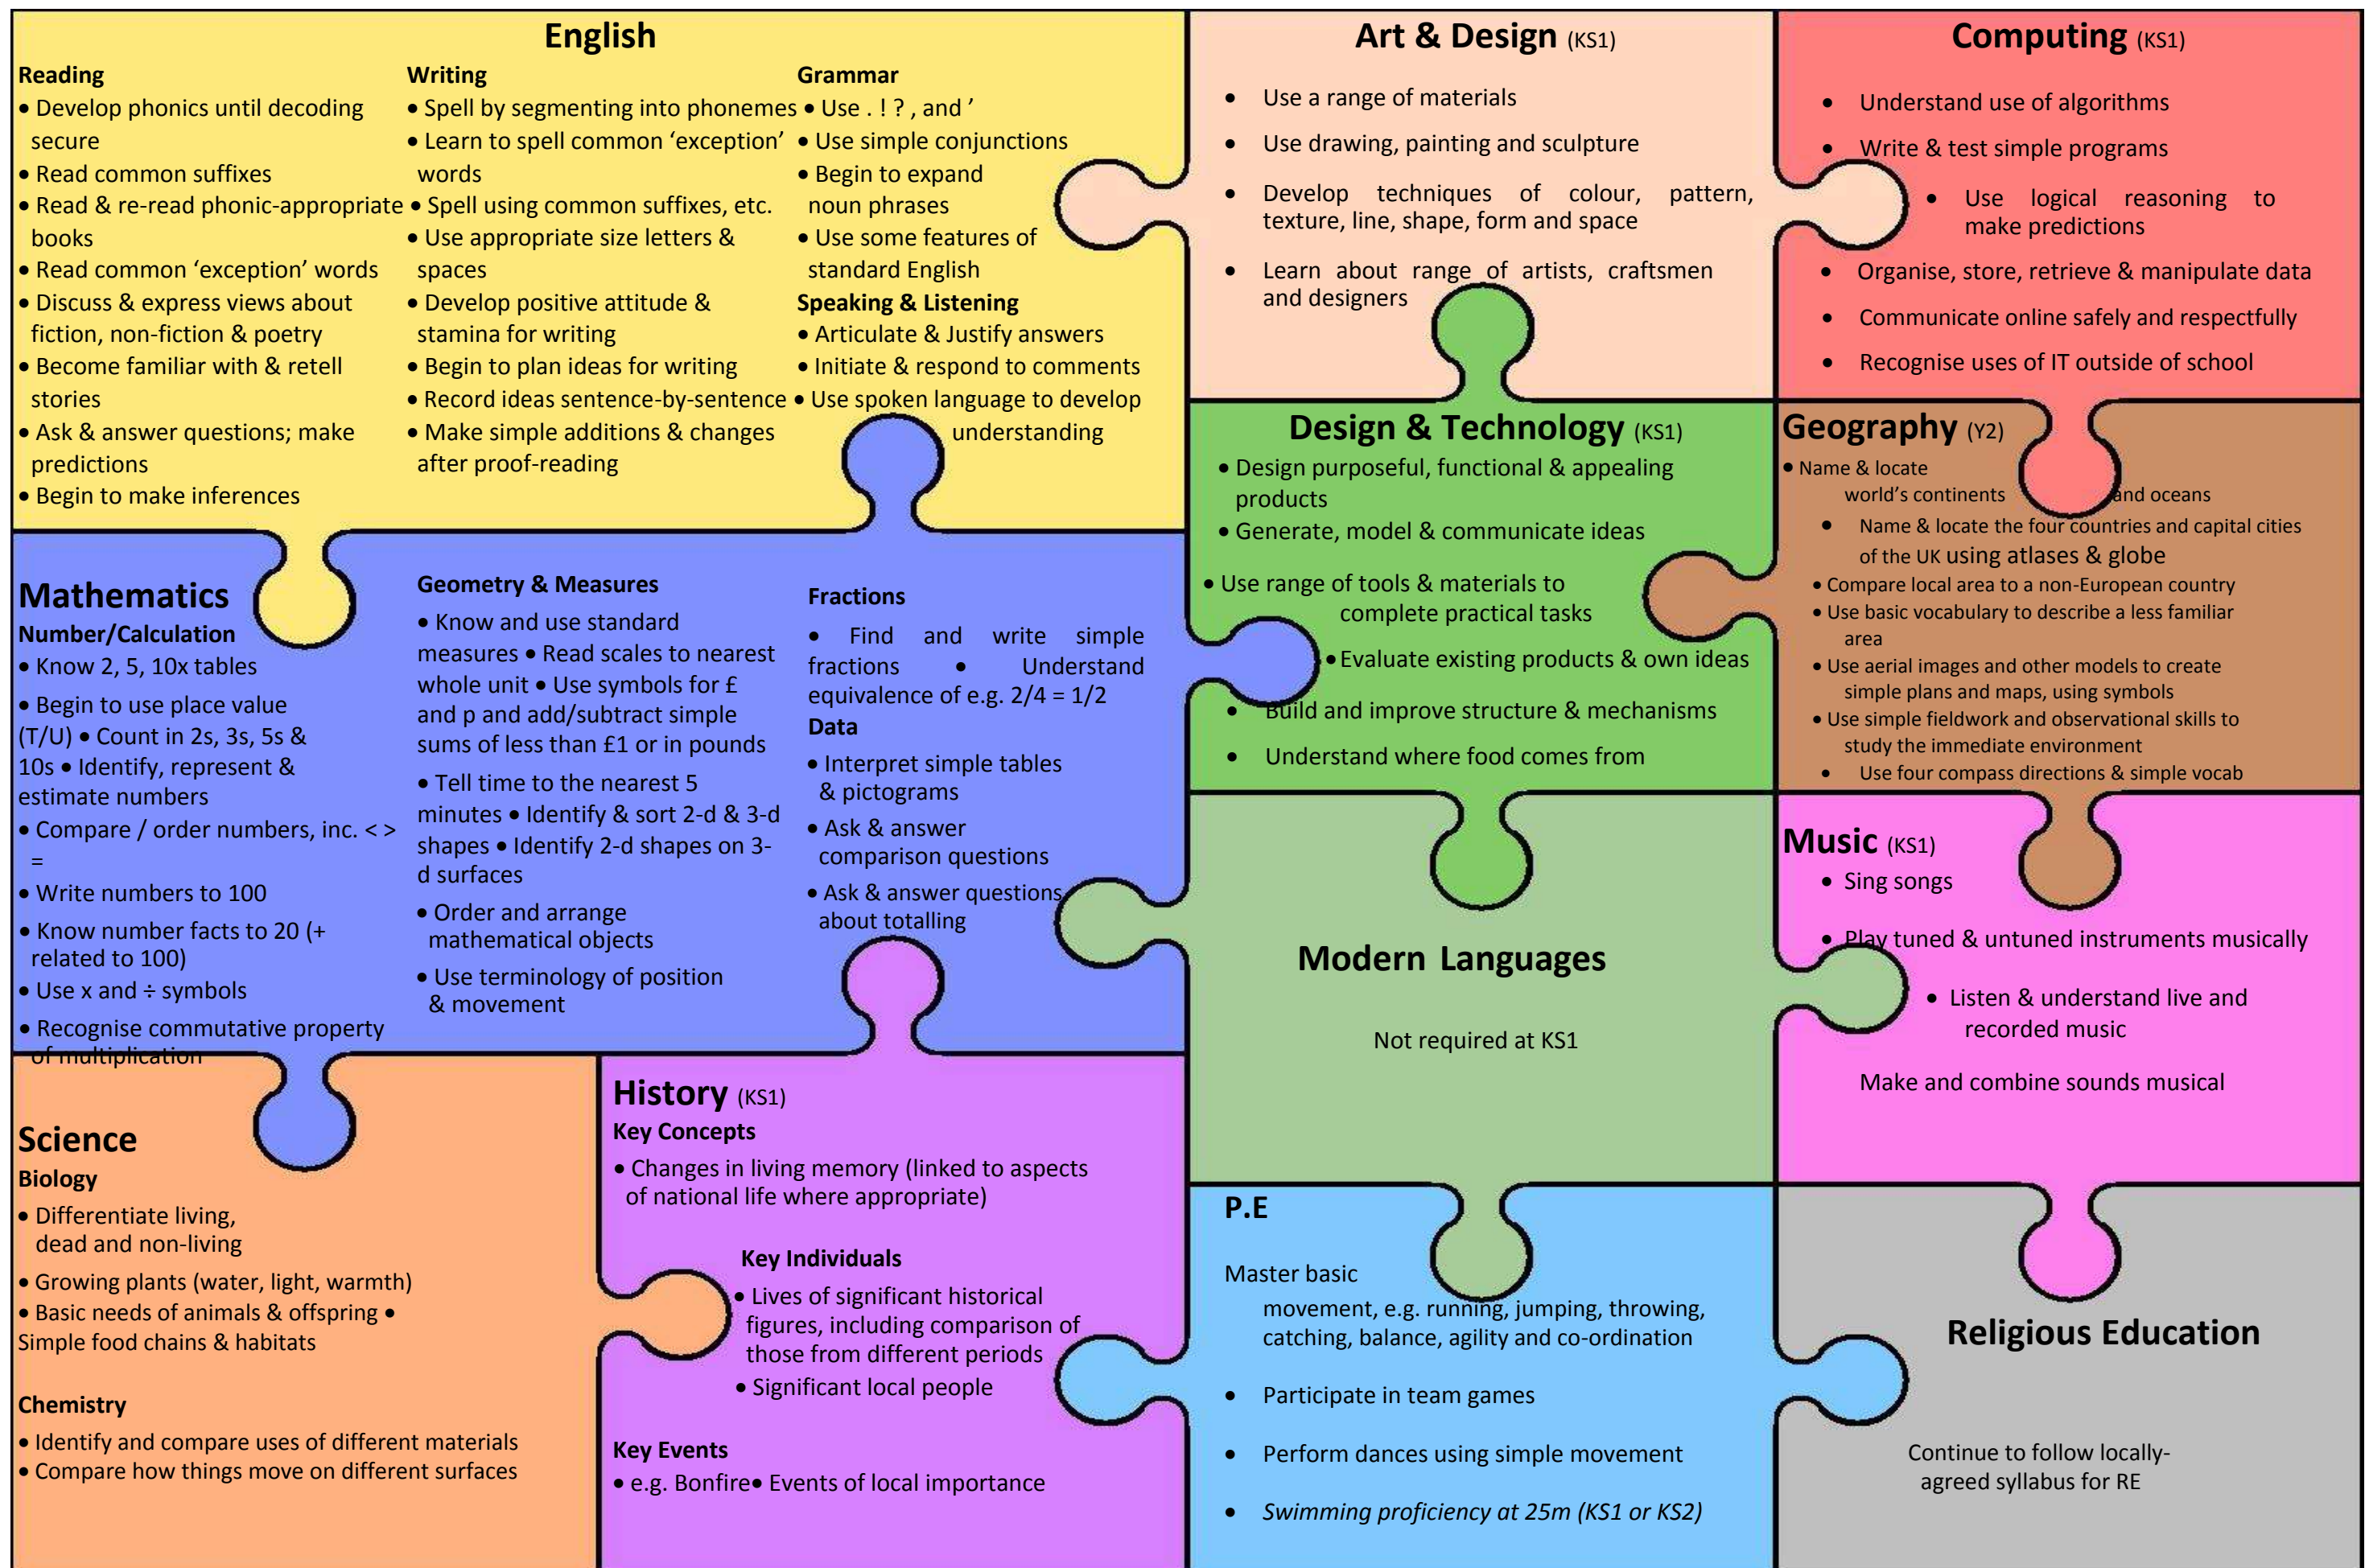 English
Reading
• Develop phonics until decoding
secure
• Read common suffixes
• Read & re-read phonic-appropriate
books
• Read common ‘exception’ words
• Discuss & express views about
fiction, non-fiction & poetry
• Become familiar with & retell
stories
• Ask & answer questions; make
predictions
• Begin to make inferences
Writing
• Spell by segmenting into phonemes
• Learn to spell common ‘exception’
words
• Spell using common suffixes, etc.
• Use appropriate size letters &
spaces
• Develop positive attitude &
stamina for writing
• Begin to plan ideas for writing
• Record ideas sentence-by-sentence
• Make simple additions & changes
after proof-reading
Grammar
• Use . ! ? , and ’
• Use simple conjunctions
• Begin to expand
noun phrases
• Use some features of
standard English
Speaking & Listening
• Articulate & Justify answers
• Initiate & respond to comments
• Use spoken language to develop
understanding
Art & Design (KS1)
• Use a range of materials
• Use drawing, painting and sculpture
• Develop techniques of colour, pattern,
texture, line, shape, form and space
• Learn about range of artists, craftsmen
and designers
Computing (KS1)
• Understand use of algorithms
• Write & test simple programs
• Use logical reasoning to
make predictions
• Organise, store, retrieve & manipulate data
• Communicate online safely and respectfully
• Recognise uses of IT outside of school
Mathematics
Number/Calculation
• Know 2, 5, 10x tables
• Begin to use place value
(T/U) • Count in 2s, 3s, 5s &
10s • Identify, represent &
estimate numbers
• Compare / order numbers, inc. < >
=
• Write numbers to 100
• Know number facts to 20 (+
related to 100)
• Use x and ÷ symbols
• Recognise commutative property
of multiplication
Geometry & Measures
• Know and use standard
measures • Read scales to nearest
whole unit • Use symbols for £
and p and add/subtract simple
sums of less than £1 or in pounds
• Tell time to the nearest 5
minutes • Identify & sort 2-d & 3-d
shapes • Identify 2-d shapes on 3-
d surfaces
• Order and arrange
mathematical objects
• Use terminology of position
& movement
Fractions
• Find and write simple
fractions • Understand
equivalence of e.g. 2/4 = 1/2
Data
• Interpret simple tables
& pictograms
• Ask & answer
comparison questions
• Ask & answer questions
about totalling
Design & Technology (KS1)
• Design purposeful, functional & appealing
products
• Generate, model & communicate ideas
• Use range of tools & materials to
complete practical tasks
• Evaluate existing products & own ideas
• Build and improve structure & mechanisms
• Understand where food comes from
Geography (Y2)
• Name & locate
world’s continents and oceans
• Name & locate the four countries and capital cities
of the UK using atlases & globe
• Compare local area to a non-European country
• Use basic vocabulary to describe a less familiar
area
• Use aerial images and other models to create
simple plans and maps, using symbols
• Use simple fieldwork and observational skills to
study the immediate environment
• Use four compass directions & simple vocab
Modern Languages
Not required at KS1
Music (KS1)
• Sing songs
• Play tuned & untuned instruments musically
• Listen & understand live and
recorded music
Make and combine sounds musical
Science
Biology
• Differentiate living,
dead and non-living
• Growing plants (water, light, warmth)
• Basic needs of animals & offspring •
Simple food chains & habitats
Chemistry
• Identify and compare uses of different materials
• Compare how things move on different surfaces
History (KS1)
Key Concepts
• Changes in living memory (linked to aspects
of national life where appropriate)
Key Individuals
• Lives of significant historical
figures, including comparison of
those from different periods
• Significant local people
Key Events
• e.g. Bonfire• Events of local importance
P.E
Master basic
movement, e.g. running, jumping, throwing,
catching, balance, agility and co-ordination
• Participate in team games
• Perform dances using simple movement
• Swimming proficiency at 25m (KS1 or KS2)
Religious Education
Continue to follow locally-
agreed syllabus for RE